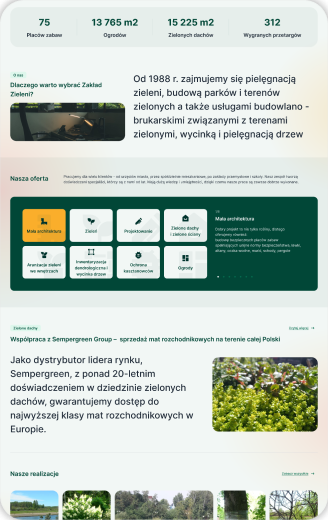 75
13 765 m2
15 225 m2
312
Placów zabaw
Ogrodów
Zielonych dachów
Wygranych przetargów
O nas
Dlaczego warto wybrać Zakład
Zieleni?
Od 1988 r. zajmujemy się pielęgnacją
zieleni, budową parków i terenów
zielonych a także usługami budowlano -
brukarskimi związanymi z terenami
zielonymi, wycinką i pielęgnacją drzew
Nasza oferta
Mała architektura
Zieleń
Projektowanie
Zielone dachy
i zielone ściany
Aranżacja zieleni
we wnętrzach
Inwentaryzacja
dendrologiczna i
wycinka drzew
Ochrona
kasztanowców
Ogrody
Mała architektura
Zielone dachy
Współpraca z Sempergreen Group – sprzedaż mat rozchodnikowych na terenie całej Polski
Czytaj więcej →
Jako dystrybutor lidera rynku,
Sempergreen, z ponad 20-letnim
doświadczeniem w dziedzinie zielonych
dachów, gwarantujemy dostęp do
najwyższej klasy mat rozchodnikowych w
Europie.
Nasze realizacje
Zobacz wszystkie →